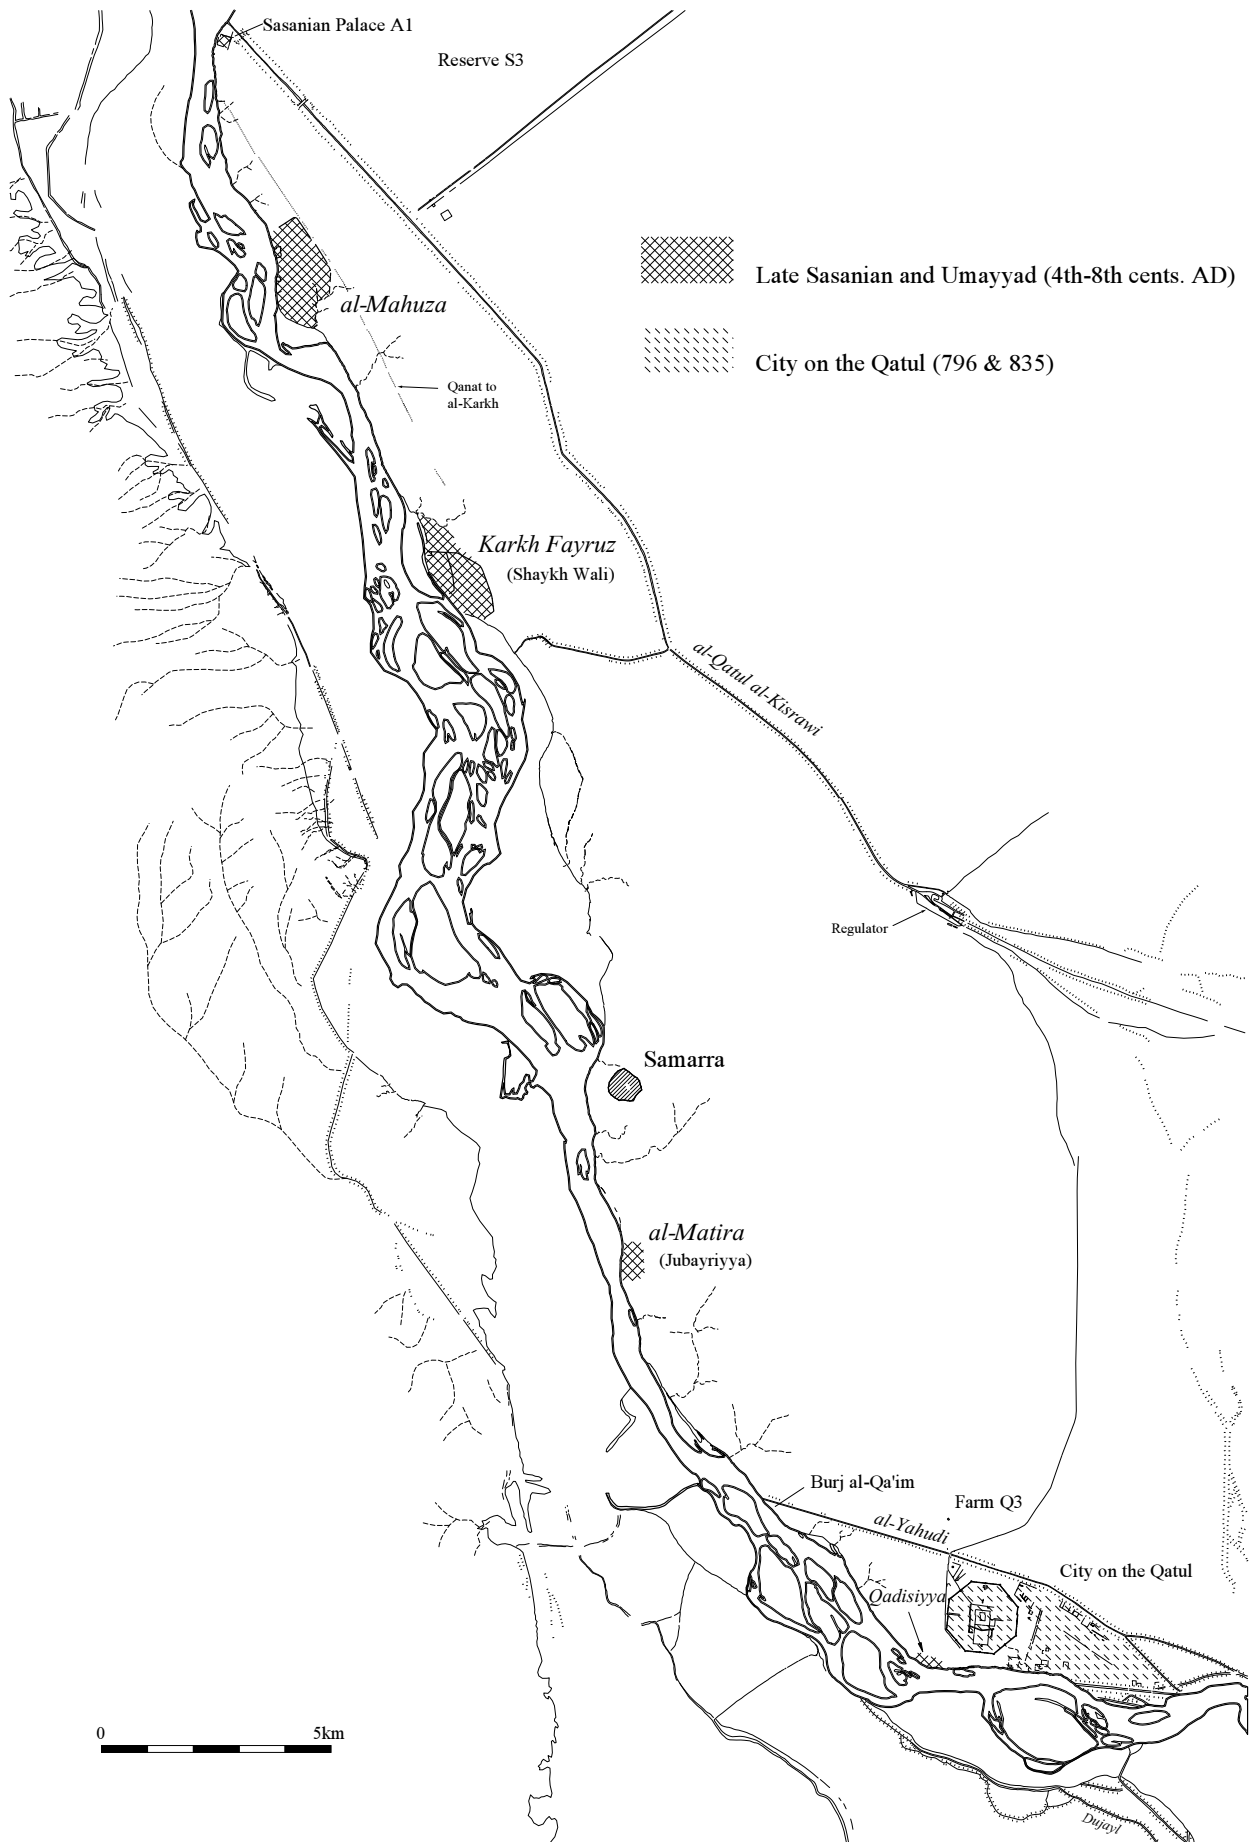 Sasanian Palace A1
Reserve S3
Late Sasanian and Umayyad (4th-8th cents. AD)
al-Mahuza
City on the Qatul (796 & 835)
Qanat to
al-Karkh
Karkh Fayruz
(Shaykh Wali)
al-Qatul al-Kisrawi
Regulator
Samarra
al-Matira
(Jubayriyya)
Burj al-Qa'im
Farm Q3
al-Yahudi
City on the Qatul
Qadisiyya
0 5km
Dujayl